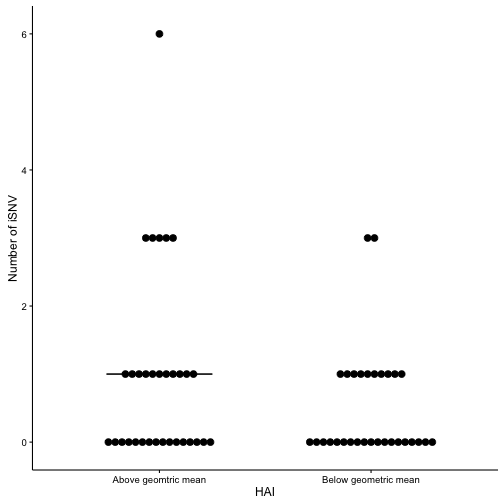 6
4
2
0
Number of iSNV
Above geomtric mean
Below geometric mean
HAI